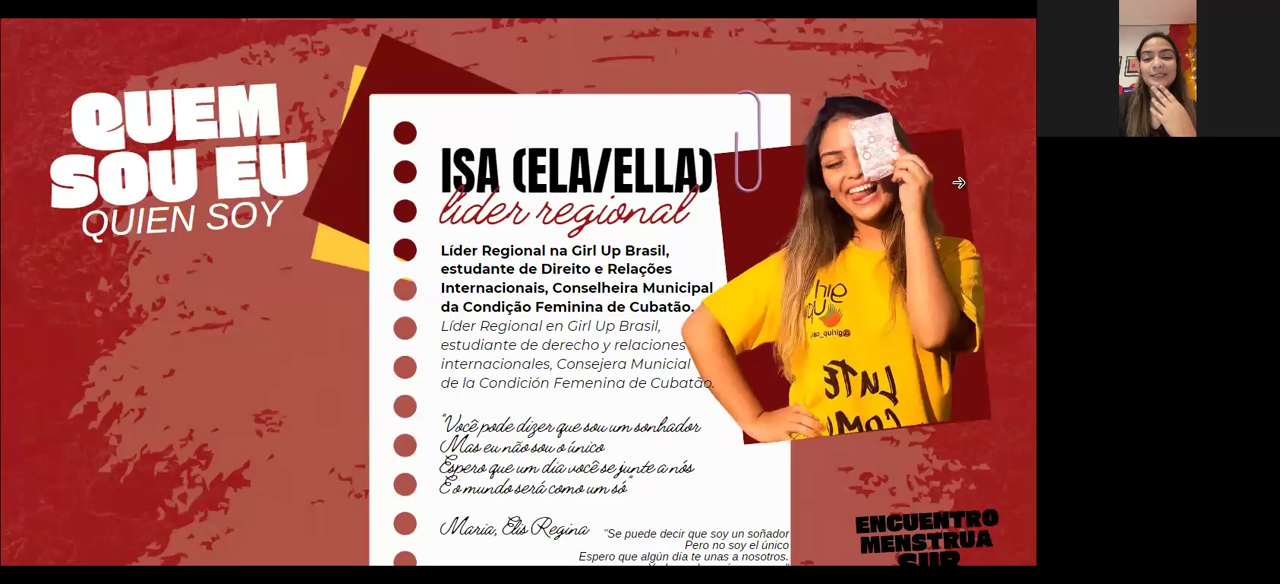 QUEM
SOU EU
QUIEN SOY
ISA (ELA/ELLA)
líder regional
Líder Regional na Girl Up Brasil,
estudante de Direito e Relações
Internacionais, Conselheira Municipal
da Condição Feminina de Cubatão.
Líder Regional en Girl Up Brasil,
estudiante de derecho y relaciones
internacionales, Consejera Municial
de la Condición Femenina de Cubatão.
"Você pode dizer que sou um sonhador
Mas eu não sou o único
Espero que um dia você se junte a nós
E o mundo será como um só"
Maria, Elis Regina
"Se puede decir que soy un soñador
Pero no soy el único
Espero que algún día te unas a nosotros.
girl
up
LUTE
COMO
ENCUENTRO
MENSTRUA
SUR